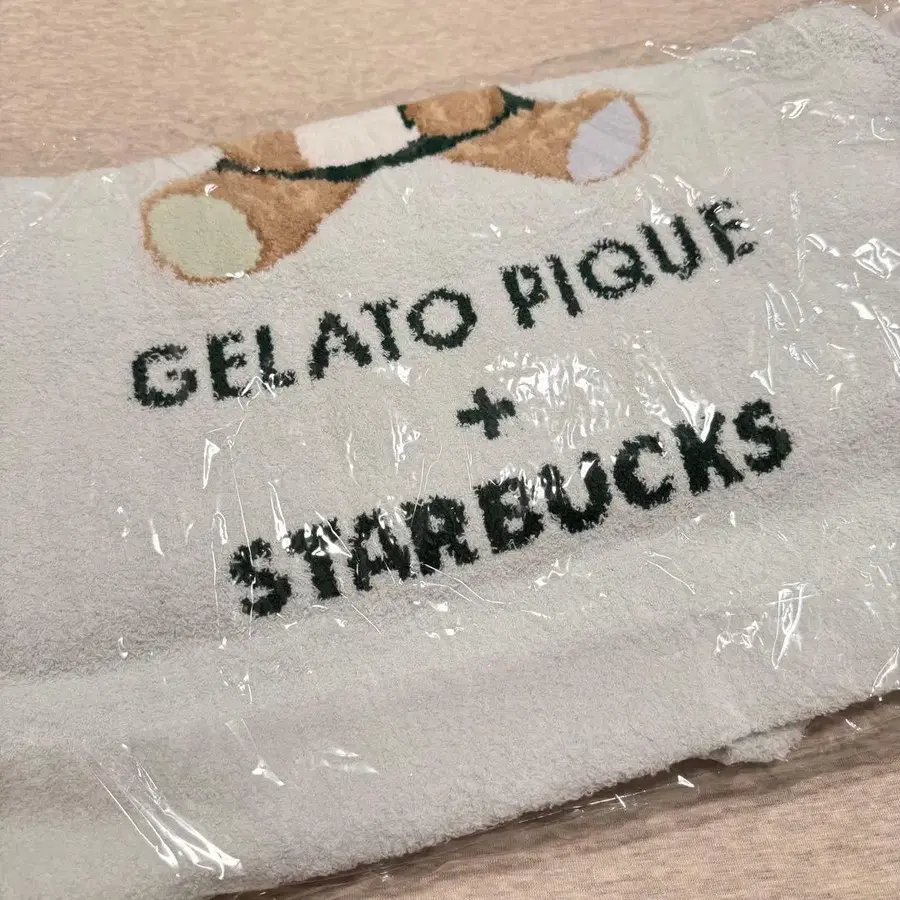 GELATO PIQUE
+
STARBUCKS